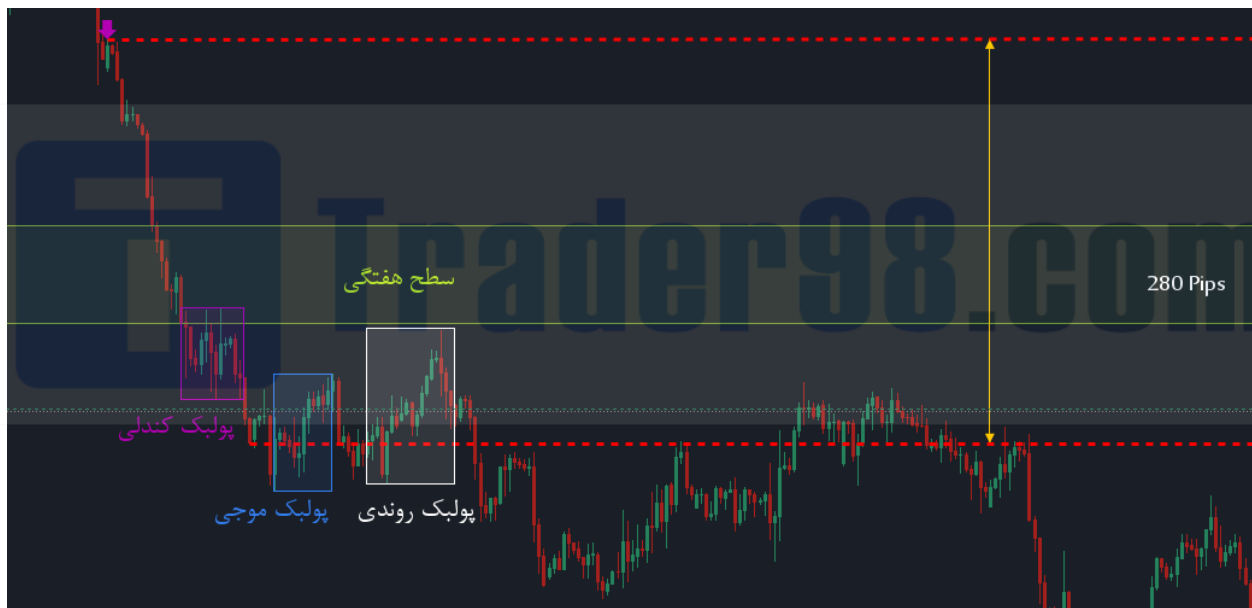 Trader98.com
سطح هفتگی
280 Pips
پولبک کندلی
پولبک موجی
پولبک روندی